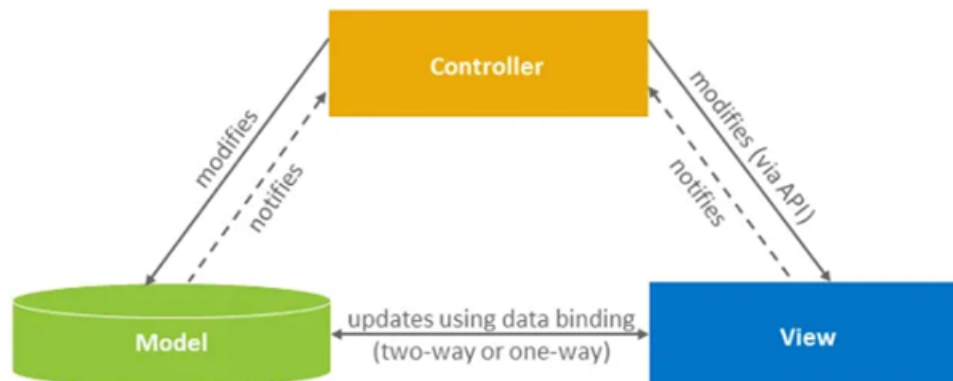 Controller
modifies
notifies
modifies (via API)
notifies
Model
updates using data binding
(two-way or one-way)
View